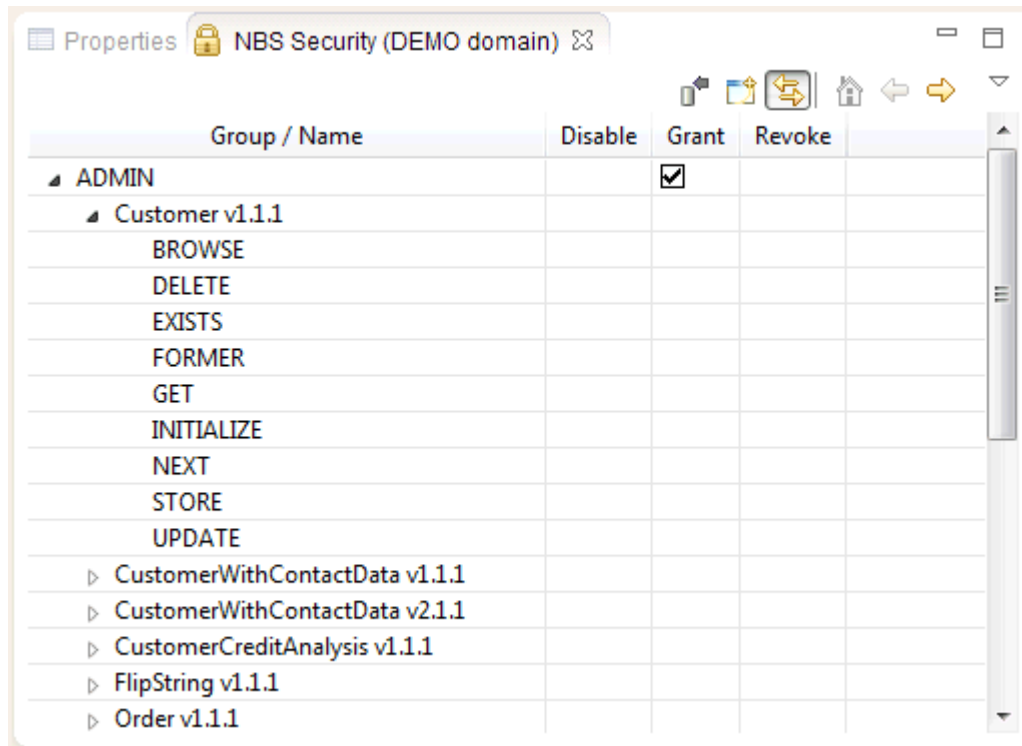 Properties NBS Security (DEMO domain)
Group / Name Disable Grant Revoke
ADMIN
Customer v1.1.1
BROWSE
DELETE
EXISTS
FORMER
GET
INITIALIZE
NEXT
STORE
UPDATE
CustomerWithContactData v1.1.1
CustomerWithContactData v2.1.1
CustomerCreditAnalysis v1.1.1
FlipString v1.1.1
Order v1.1.1